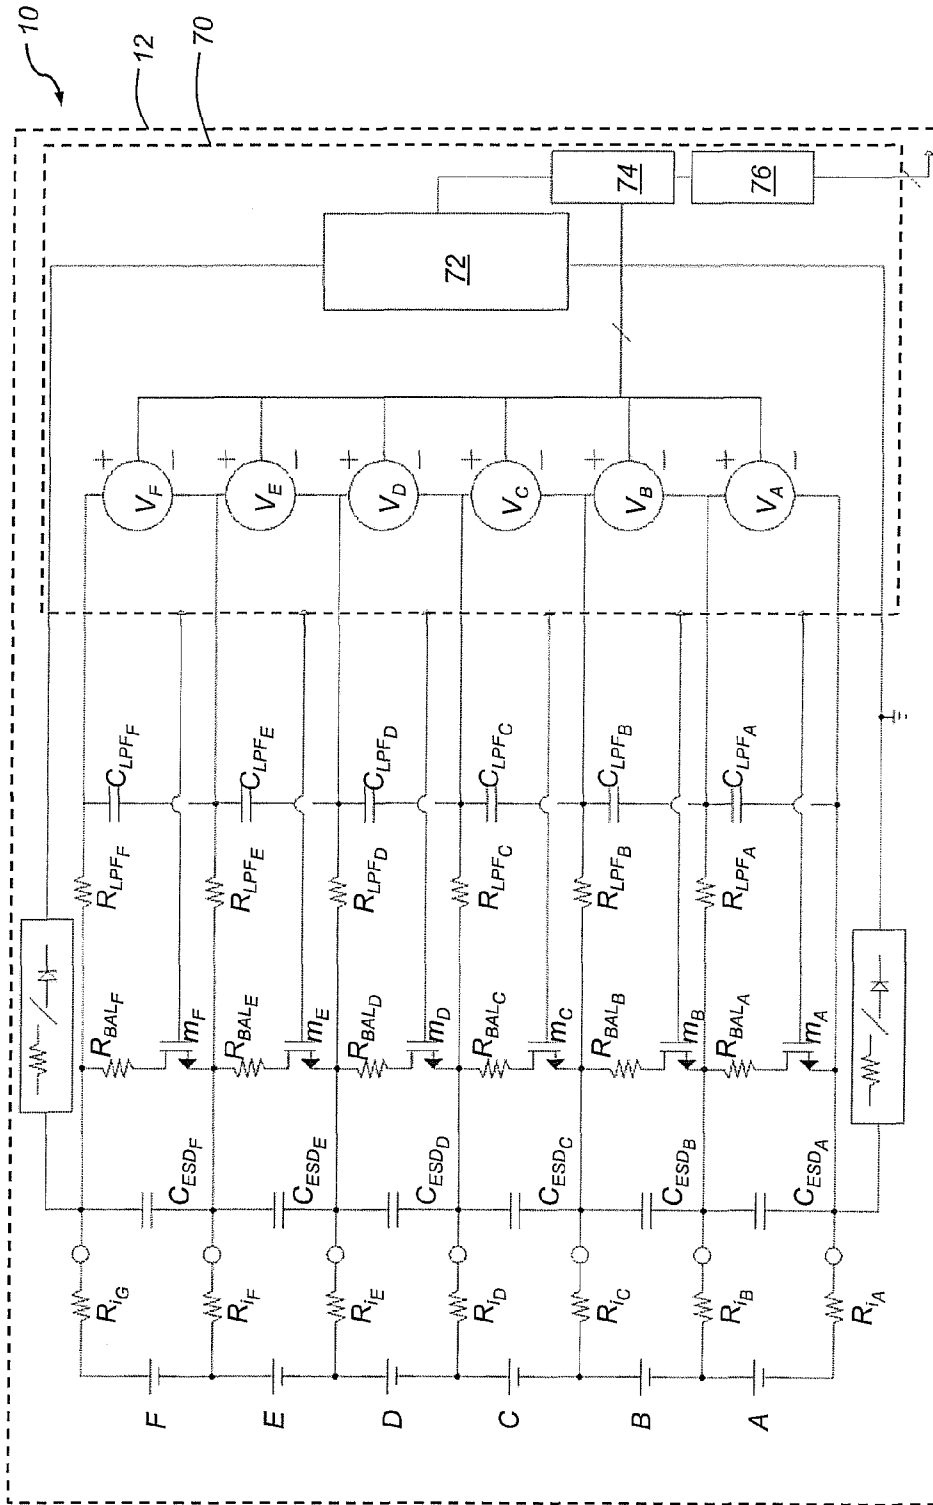 10
12
70
72
74
76
V_F
V_E
V_D
V_C
V_B
V_A
+
−
+
−
+
−
+
−
+
−
+
−
C_LPF_F
C_LPF_E
C_LPF_D
C_LPF_C
C_LPF_B
C_LPF_A
R_LPF_F
R_LPF_E
R_LPF_D
R_LPF_C
R_LPF_B
R_LPF_A
R_BAL_F
m_F
R_BAL_E
m_E
R_BAL_D
m_D
R_BAL_C
m_C
R_BAL_B
m_B
R_BAL_A
m_A
C_ESD_F
C_ESD_E
C_ESD_D
C_ESD_C
C_ESD_B
C_ESD_A
R_i_G
R_i_F
R_i_E
R_i_D
R_i_C
R_i_B
R_i_A
F
E
D
C
B
A